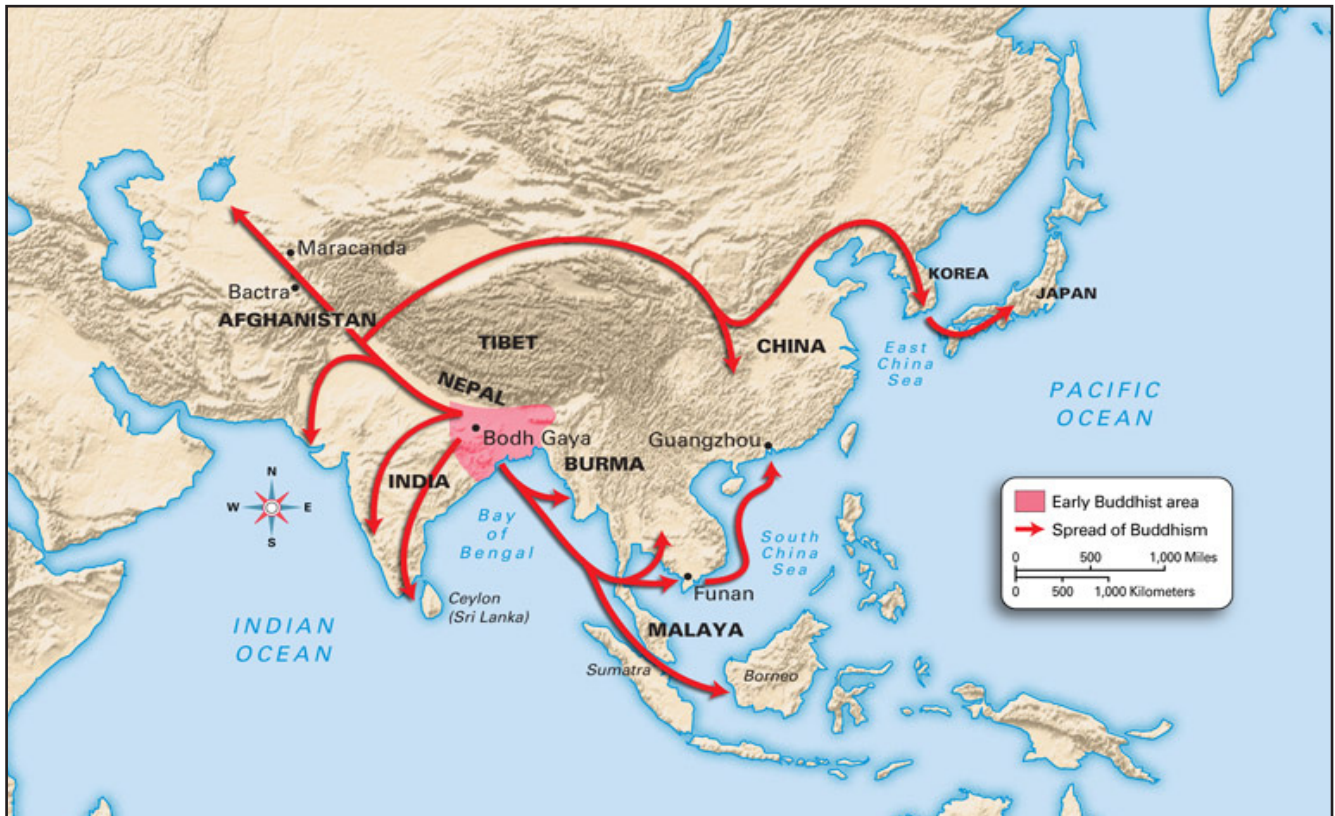 Maracanda
Bactra
AFGHANISTAN
TIBET
NEPAL
CHINA
KOREA
JAPAN
East
China
Sea
PACIFIC
OCEAN
Bodh Gaya
Guangzhou
BURMA
INDIA
N
W E
S
Bay
of
Bengal
South
China
Sea
Funan
Ceylon
(Sri Lanka)
MALAYA
INDIAN
OCEAN
Sumatra
Borneo
Early Buddhist area
Spread of Buddhism
0 500 1,000 Miles
0 500 1,000 Kilometers